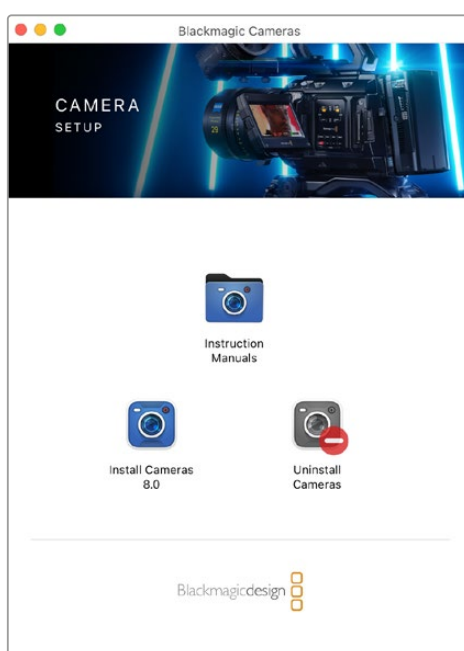 Blackmagic Cameras
CAMERA
SETUP
Instruction
Manuals
Install Cameras
8.0
Uninstall
Cameras
Blackmagicdesign